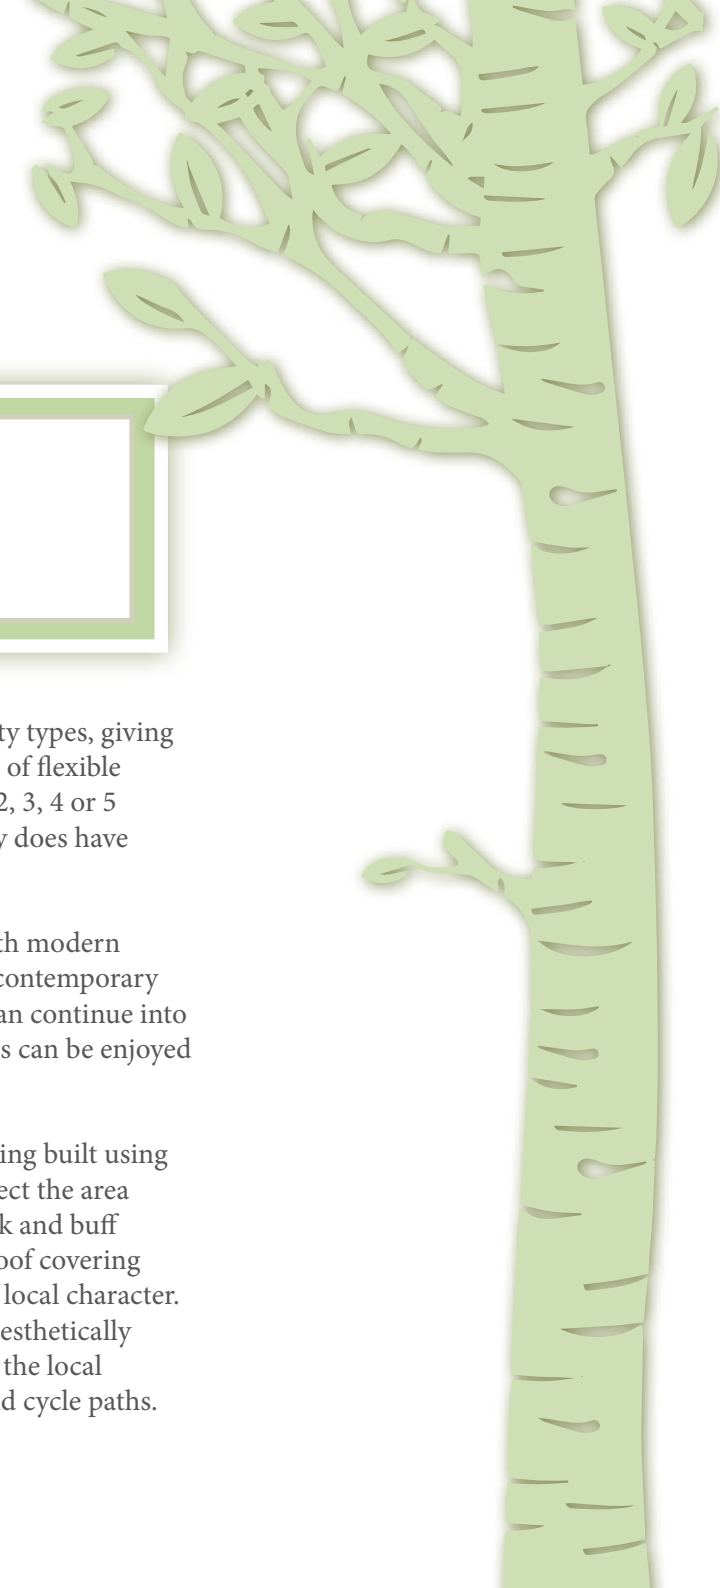 ty types, giving
of flexible
2, 3, 4 or 5
y does have
th modern
contemporary
an continue into
s can be enjoyed
ing built using
ect the area
k and buff
oof covering
local character.
esthetically
the local
d cycle paths.